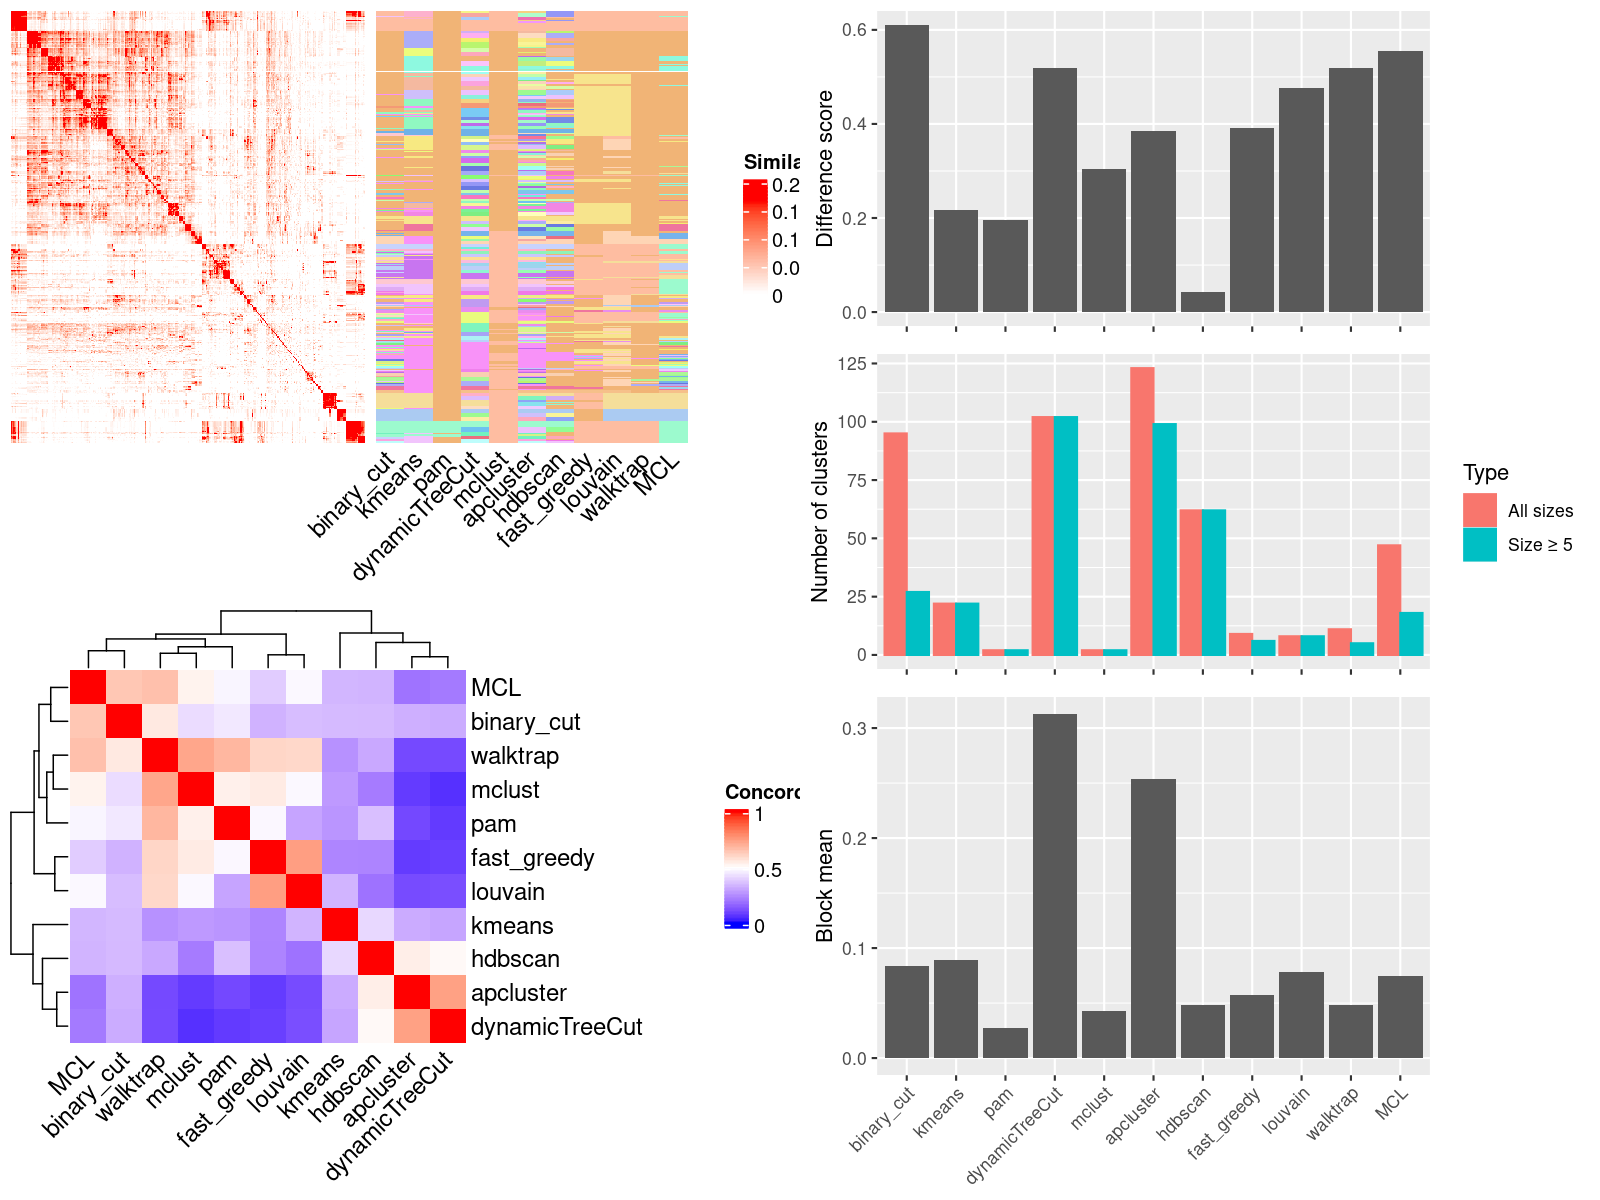 Simila
0.2
0.1
0.1
0.0
0
binary_cut
kmeans
pam
dynamicTreeCut
mclust
apcluster
hdbscan
fast_greedy
louvain
walktrap
MCL
MCL
binary_cut
walktrap
mclust
pam
fast_greedy
louvain
kmeans
hdbscan
apcluster
dynamicTreeCut
MCL
binary_cut
walktrap
mclust
pam
fast_greedy
louvain
kmeans
hdbscan
apcluster
dynamicTreeCut
Concord
1
0.5
0
Difference score
0.6
0.4
0.2
0.0
Number of clusters
125
100
75
50
25
0
Type
All sizes
Size ≥ 5
Block mean
0.3
0.2
0.1
0.0
binary_cut
kmeans
pam
dynamicTreeCut
mclust
apcluster
hdbscan
fast_greedy
louvain
walktrap
MCL